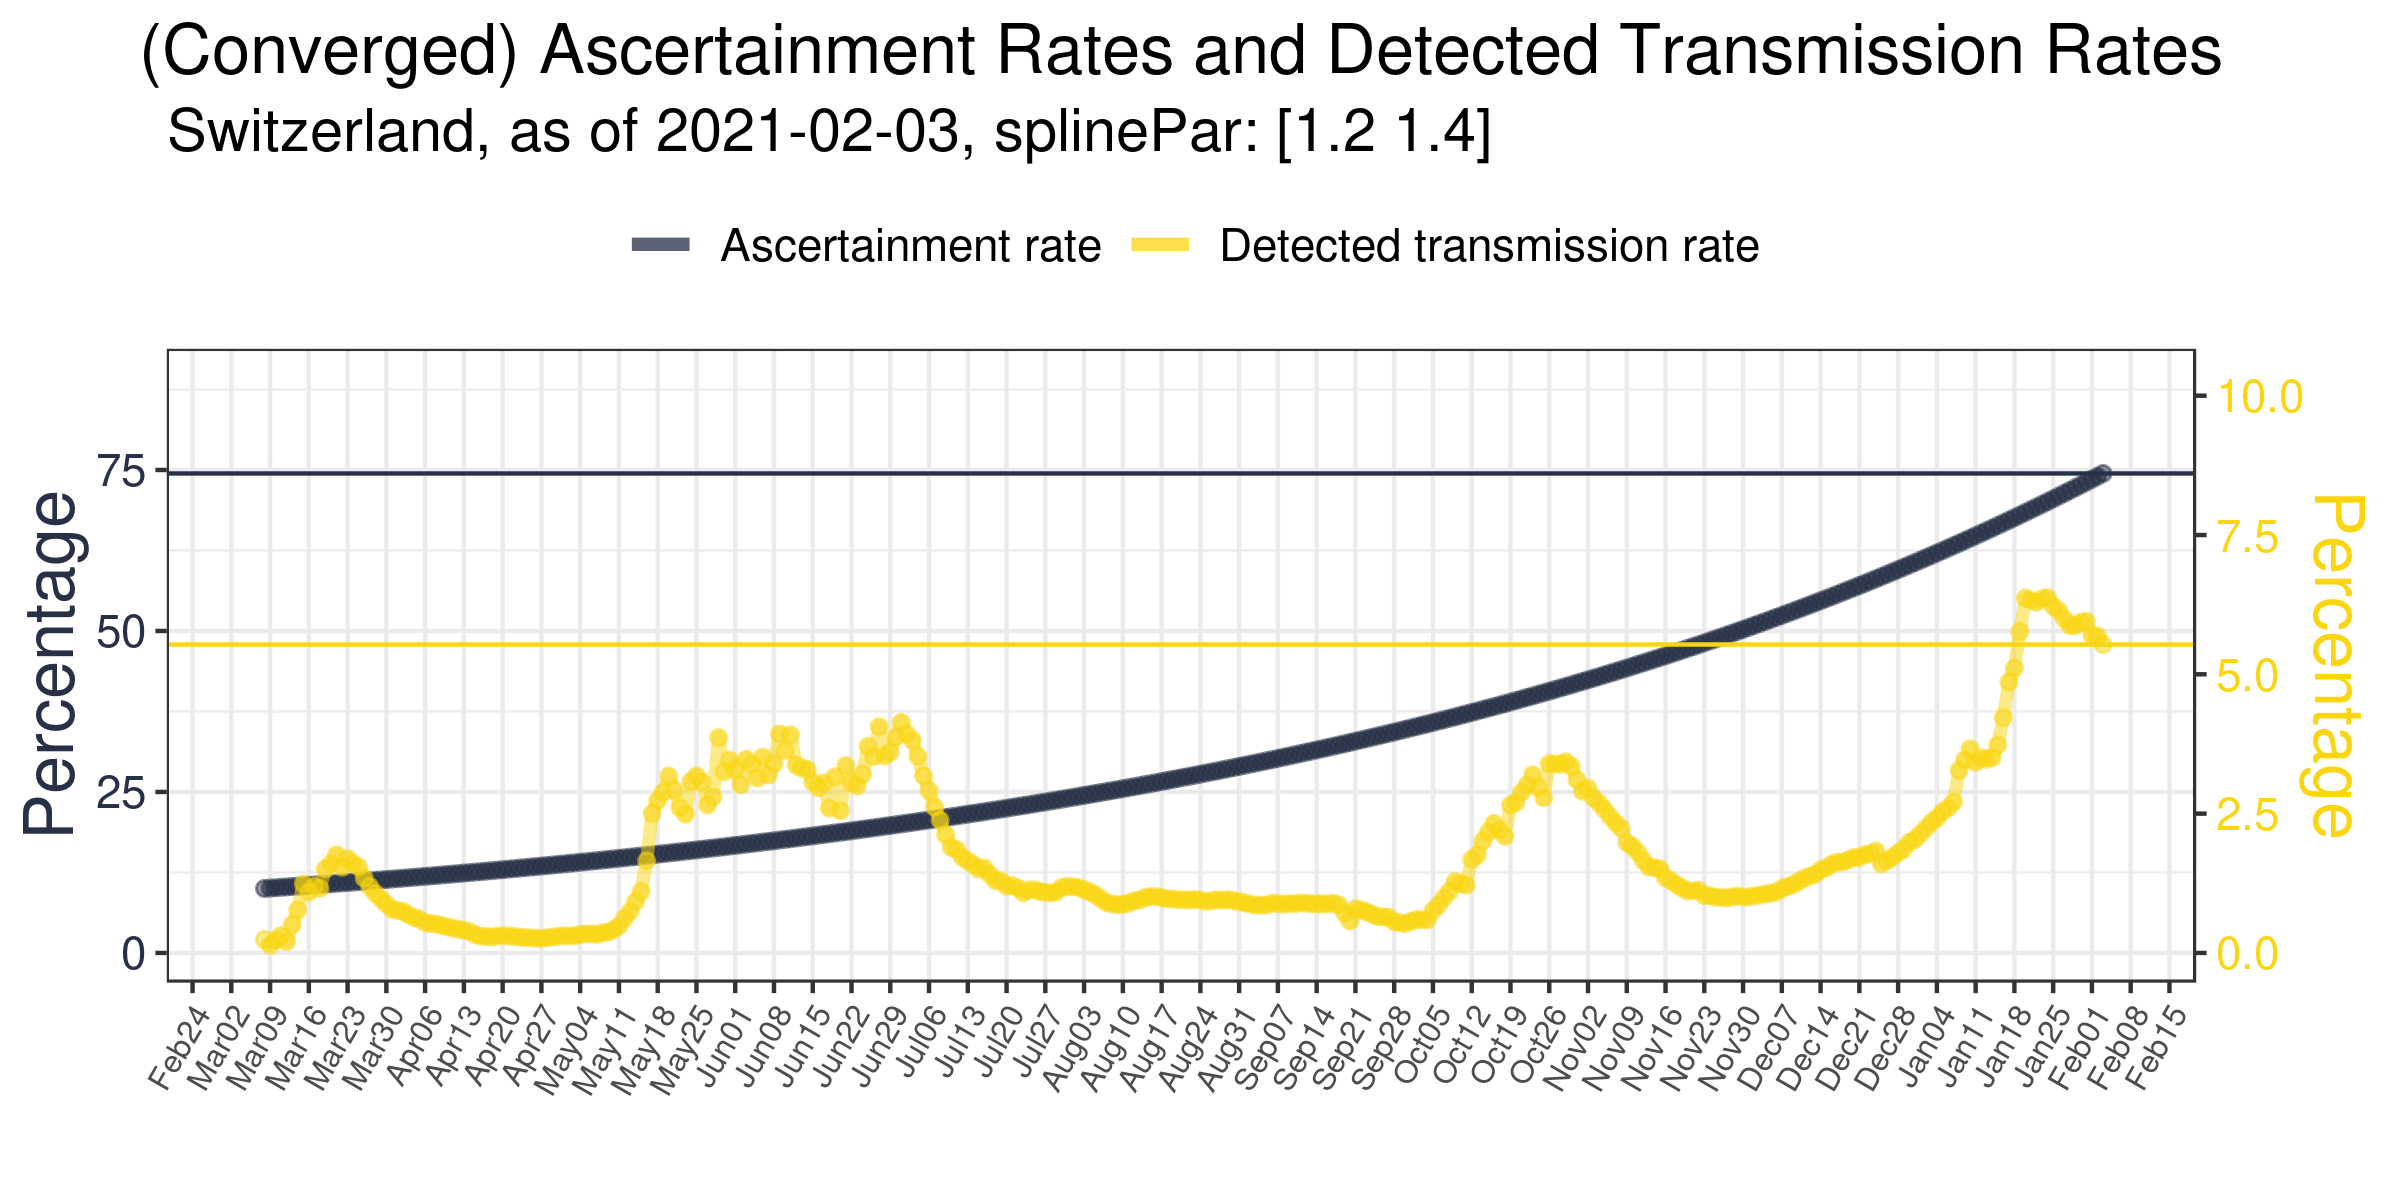 (Converged) Ascertainment Rates and Detected Transmission Rates
Switzerland, as of 2021-02-03, splinePar: [1.2 1.4]
Ascertainment rate
Detected transmission rate
Percentage
75
50
25
0
10.0
7.5
5.0
2.5
0.0
Percentage
Feb24
Mar02
Mar09
Mar16
Mar23
Mar30
Apr06
Apr13
Apr20
Apr27
May04
May11
May18
May25
Jun01
Jun08
Jun15
Jun22
Jun29
Jul06
Jul13
Jul20
Jul27
Aug03
Aug10
Aug17
Aug24
Aug31
Sep07
Sep14
Sep21
Sep28
Oct05
Oct12
Oct19
Oct26
Nov02
Nov09
Nov16
Nov23
Nov30
Dec07
Dec14
Dec21
Dec28
Jan04
Jan11
Jan18
Jan25
Feb01
Feb08
Feb15